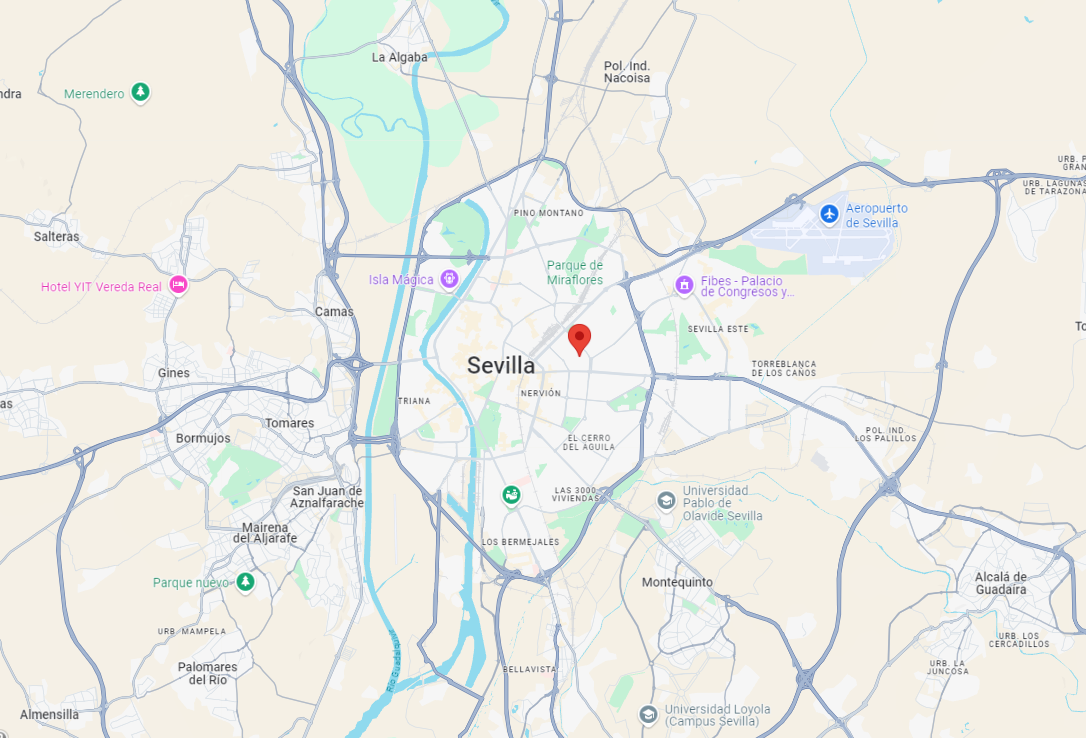 La Algaba
Pol. Ind.
Nacoisa
Merendero
ndra
URB. P
GRAN
URB. LAGUNAS
DE TARAZONA
Aeropuerto
de Sevilla
PINO MONTANO
Salteras
Parque de
Miraflores
Isla Mágica
Hotel YIT Vereda Real
Fibes - Palacio
de Congresos y...
Camas
SEVILLA ESTE
To
Sevilla
TORREBLANCA
DE LOS CAÑOS
Gines
NERVIÓN
TRIANA
as
Tomares
Bormujos
POL. IND.
LOS PALILLOS
EL CERRO
DEL AGUILA
San Juan de
Aznalfarache
LAS 3000
VIVIENDAS
Universidad
Pablo de
Olavide Sevilla
Mairena
del Aljarafe
LOS BERMEJALES
Parque nuevo
Montequinto
Alcalá de
Guadaira
URB. MAMPELA
URB. LOS
CERCADILLOS
Palomares
del Río
BELLAVISTA
URB. LA
JUNCOSA
Almensilla
Universidad Loyola
(Campus Sevilla)